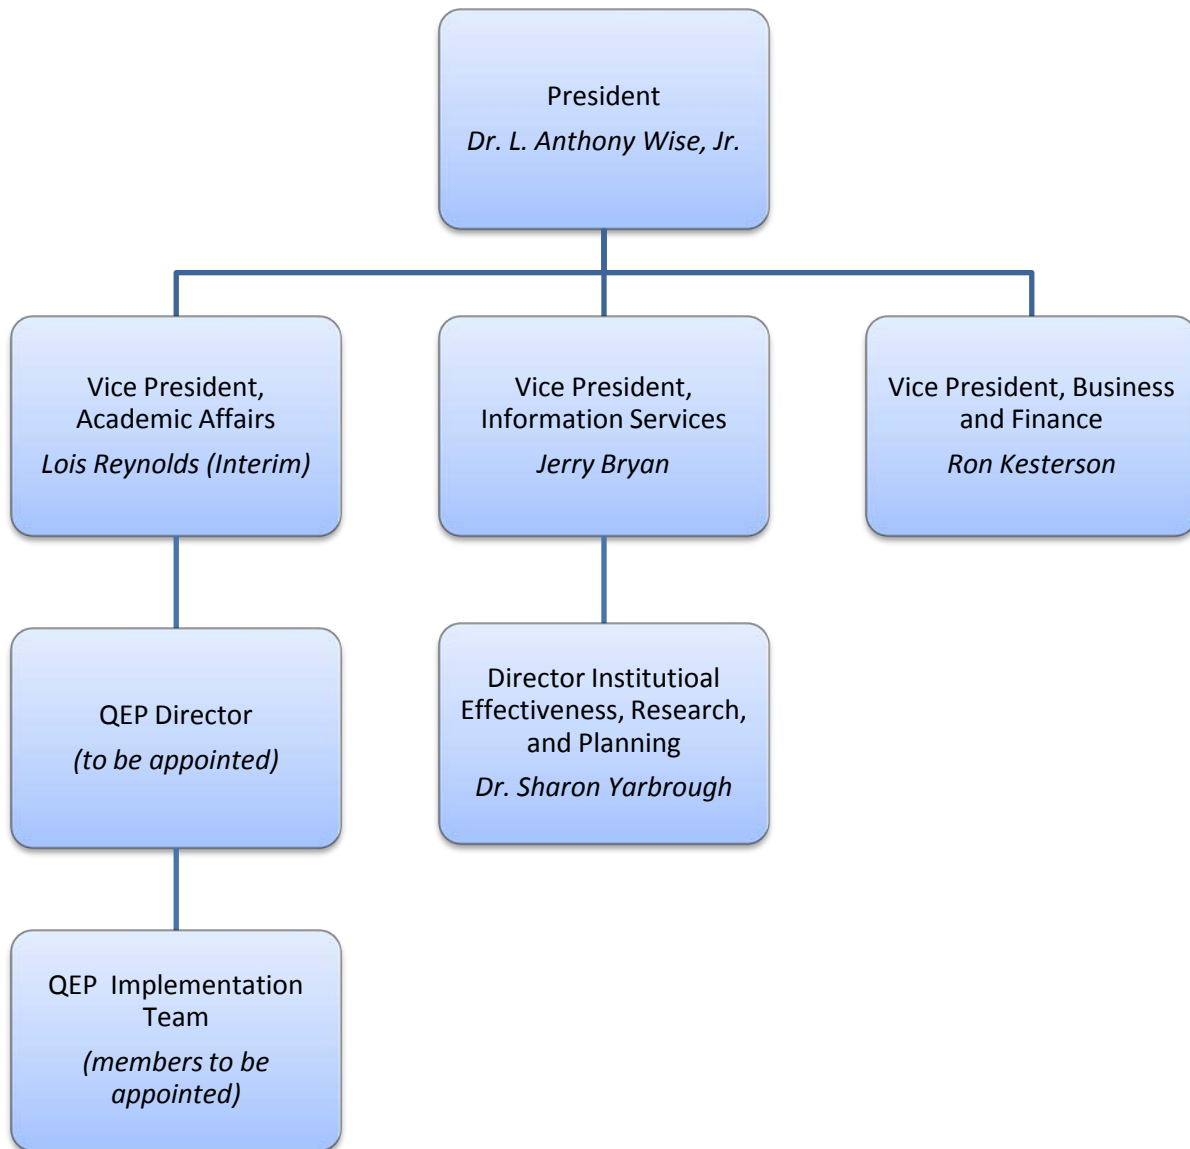 President
Dr. L. Anthony Wise, Jr.
Vice President,
Academic Affairs
Lois Reynolds (Interim)
Vice President,
Information Services
Jerry Bryan
Vice President, Business
and Finance
Ron Kesterson
QEP Director
(to be appointed)
Director Institutioal
Effectiveness, Research,
and Planning
Dr. Sharon Yarbrough
QEP  Implementation
Team
(members to be
appointed)